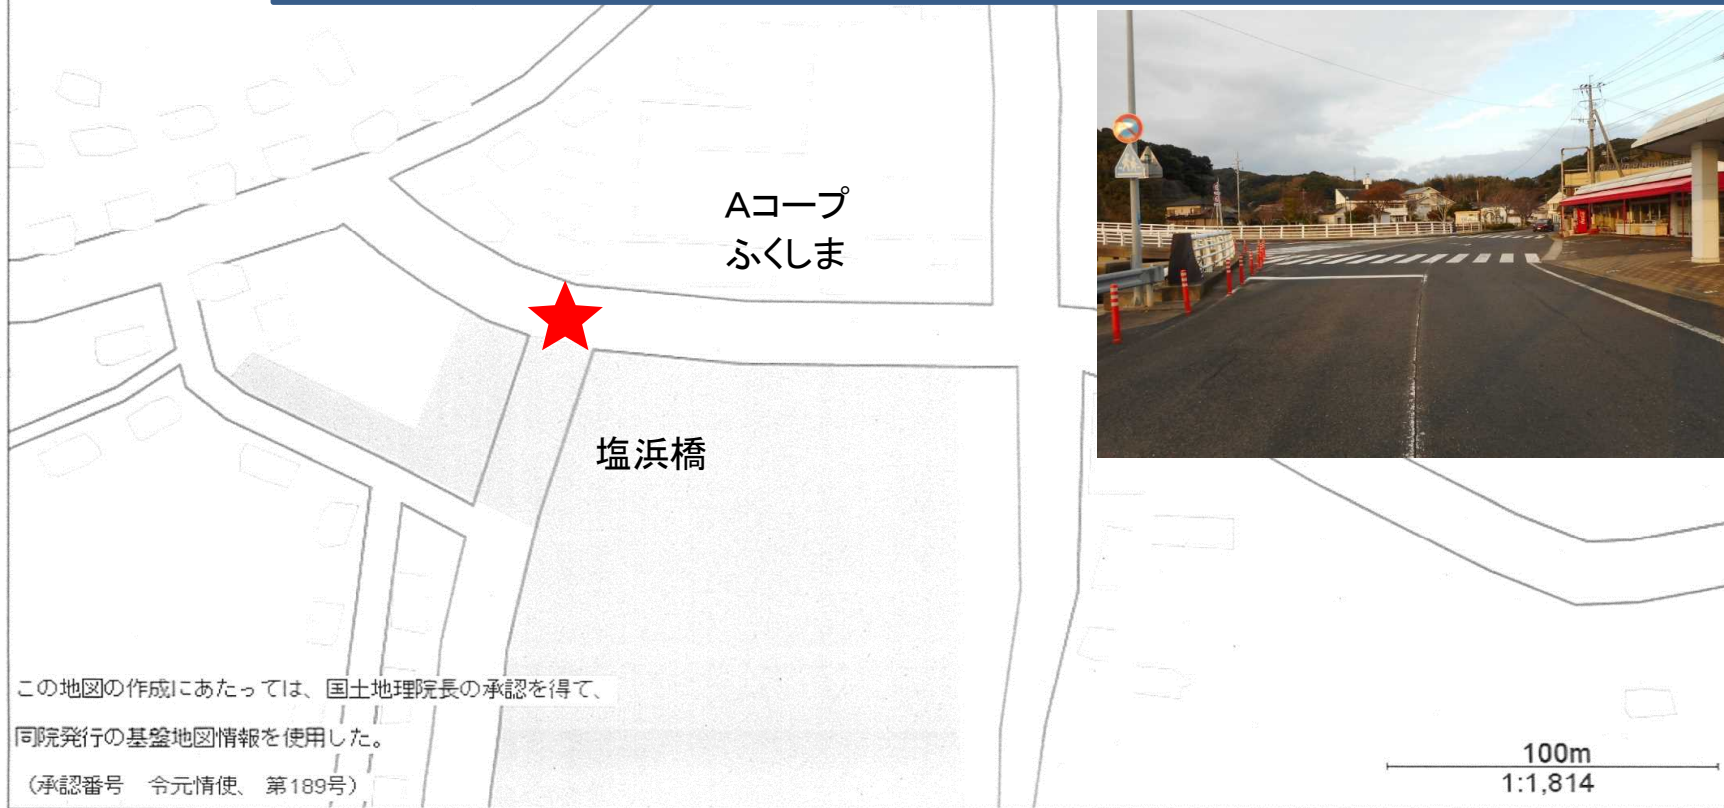 Aコープ
ふくしま
塩浜橋
この地図の作成にあたっては、国土地理院長の承認を得て、
同院発行の基盤地図情報を使用した。
（承認番号　令元情使、 第189号）
100m
1:1,814